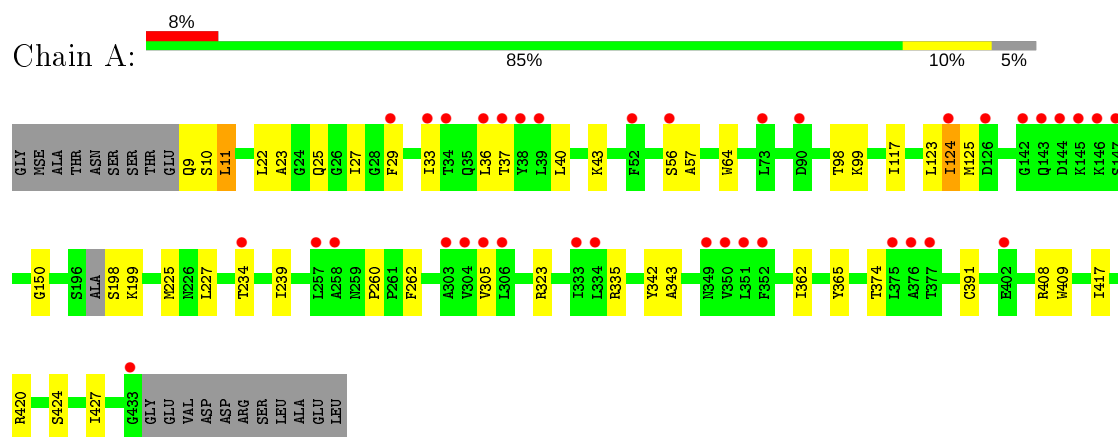 8%
Chain A:
85% 10% 5%
GLY MSE ALA THR ASN SER SER THR GLU Q9 S10 L11 L22 A23 G24 Q25 G26 I27 G28 F29 I33 T34 Q35 L36 T37 Y38 L39 L40 K43 F52 S56 A57 W64 L73 D90 T98 K99 I117 L123 I124 M125 D126 G142 Q143 D144 K145 K146 S147
G150 S196 ALA S198 K199 M225 N226 L227 T234 I239 L257 A258 N259 P260 P261 F262 A303 V304 V305 L306 R323 I333 L334 R335 Y342 A343 N349 V350 L351 F352 I362 Y365 T374 L375 A376 T377 C391 E402 R408 W409 I417
R420 S424 I427 G433 GLY GLU VAL ASP ASP ARG SER LEU ALA GLU LEU